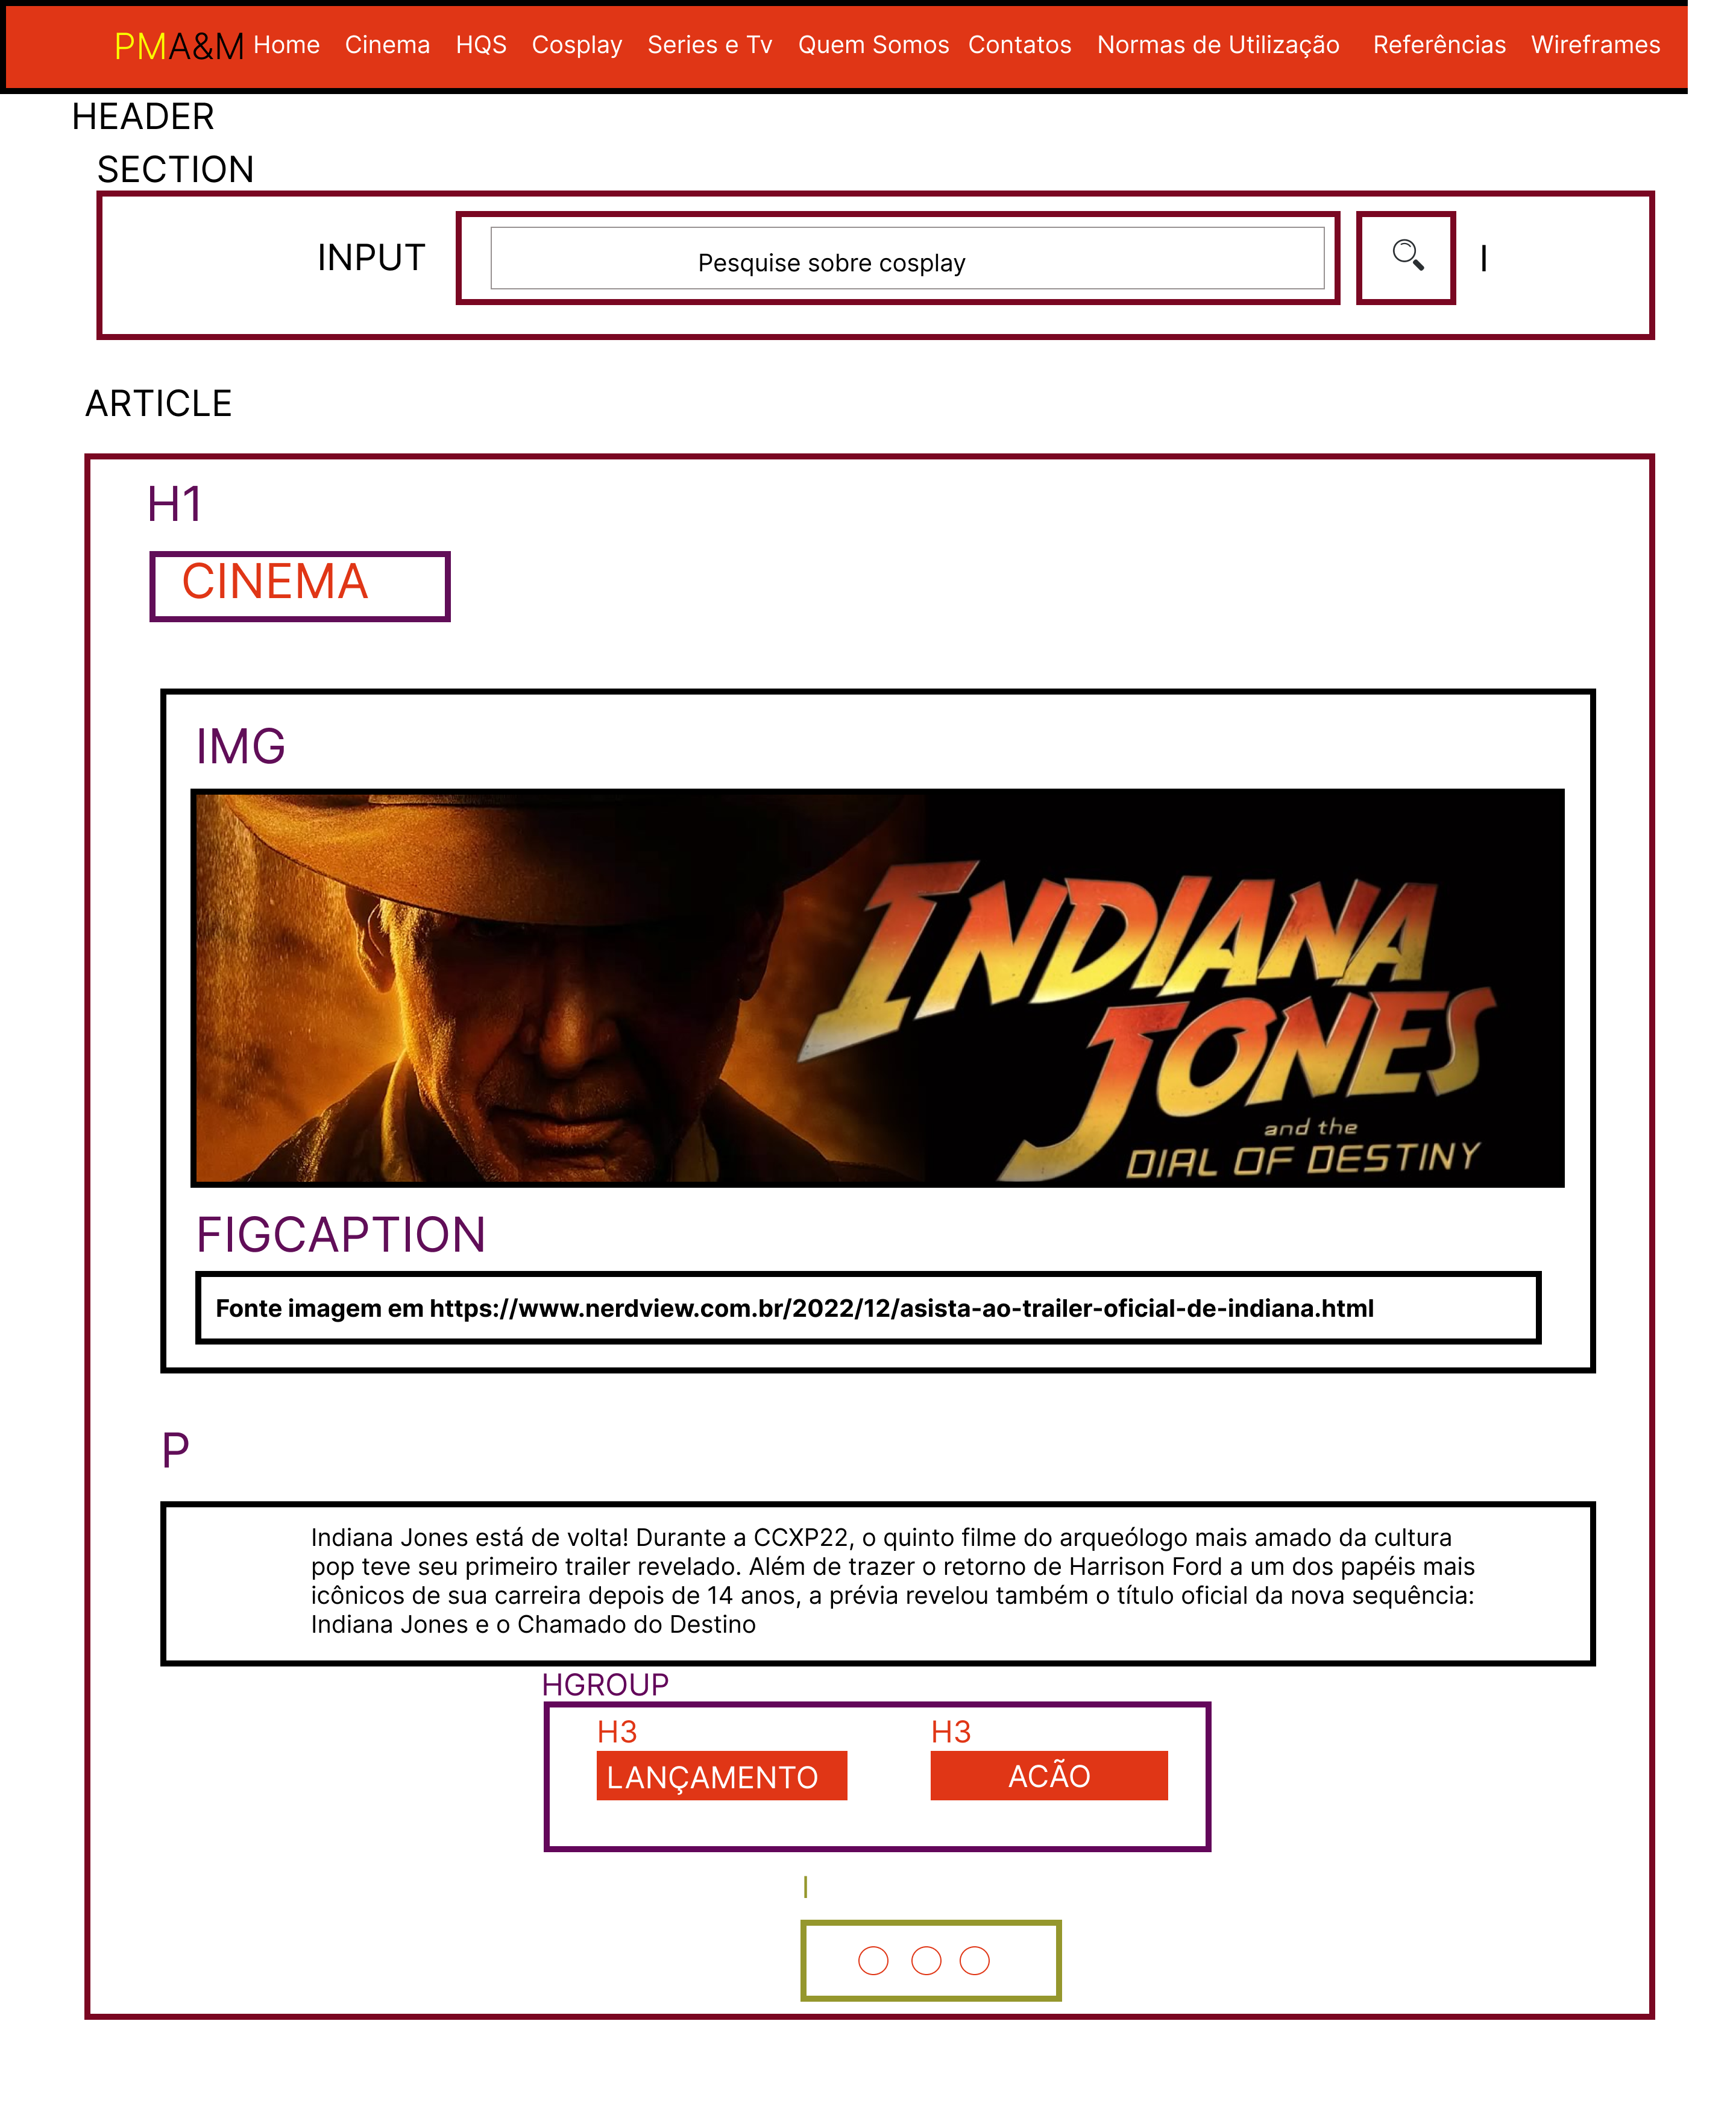 PMA&M Home Cinema HQS Cosplay Series e Tv Quem Somos Contatos Normas de Utilização Referências Wireframes
HEADER
SECTION
INPUT Pesquise sobre cosplay I
ARTICLE
H1
CINEMA
IMG
INDIANA
JONES
and the
DIAL OF DESTINY
FIGCAPTION
Fonte imagem em https://www.nerdview.com.br/2022/12/asista-ao-trailer-oficial-de-indiana.html
P
Indiana Jones está de volta! Durante a CCXP22, o quinto filme do arqueólogo mais amado da cultura
pop teve seu primeiro trailer revelado. Além de trazer o retorno de Harrison Ford a um dos papéis mais
icônicos de sua carreira depois de 14 anos, a prévia revelou também o título oficial da nova sequência:
Indiana Jones e o Chamado do Destino
HGROUP
H3 H3
LANÇAMENTO ACÃO
I